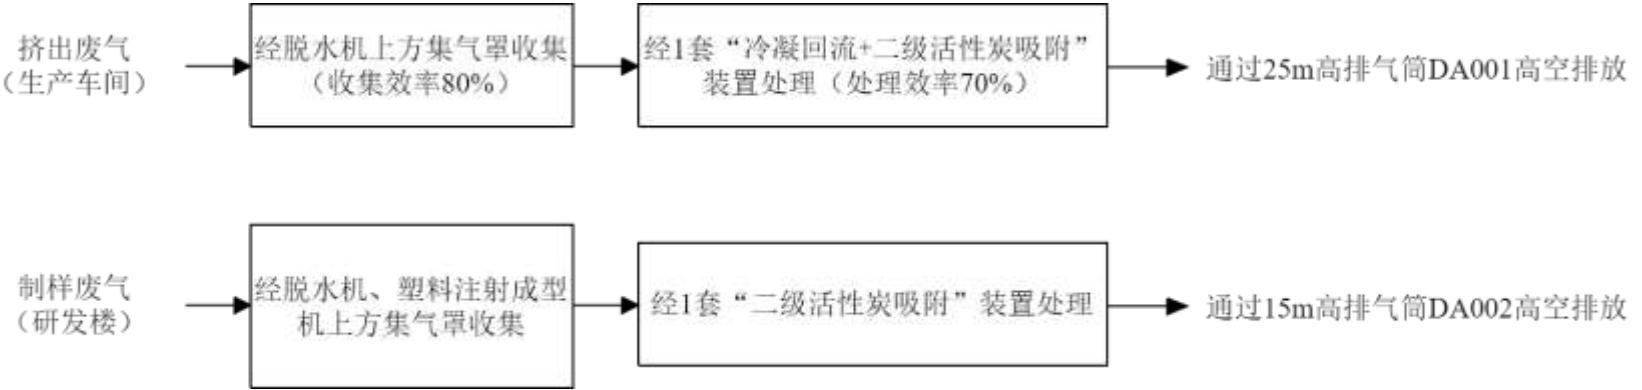 挤出废气
（生产车间）
经脱水机上方集气罩收集
（收集效率80%）
经1套“冷凝回流+二级活性炭吸附”
装置处理（处理效率70%）
通过25m高排气筒DA001高空排放
制样废气
（研发楼）
经脱水机、塑料注射成型
机上方集气罩收集
经1套“二级活性炭吸附”装置处理
通过15m高排气筒DA002高空排放